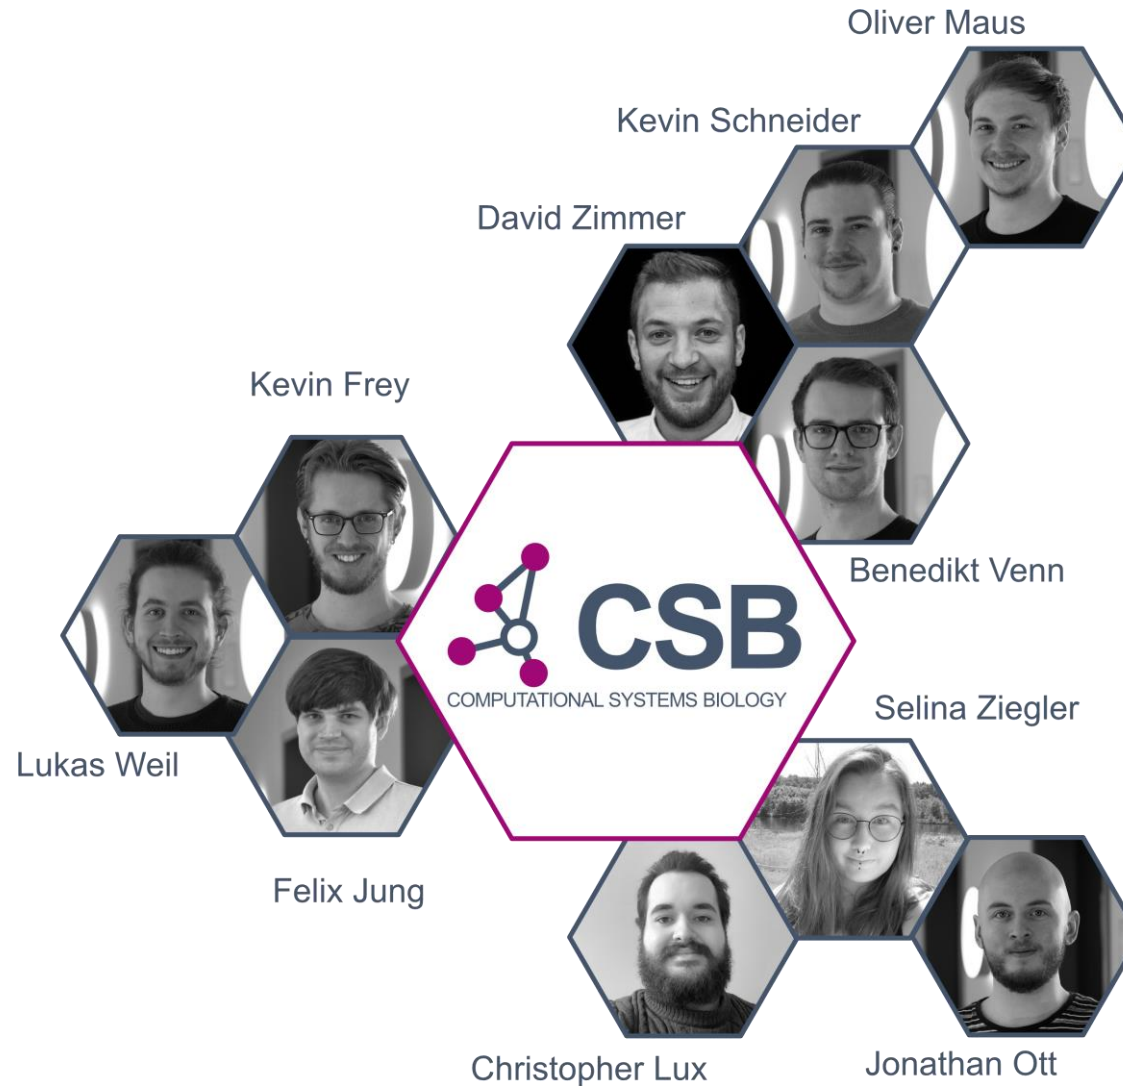 Oliver Maus
Kevin Schneider
David Zimmer
Kevin Frey
Benedikt Venn
CSB
COMPUTATIONAL SYSTEMS BIOLOGY
Selina Ziegler
Lukas Weil
Felix Jung
Christopher Lux
Jonathan Ott